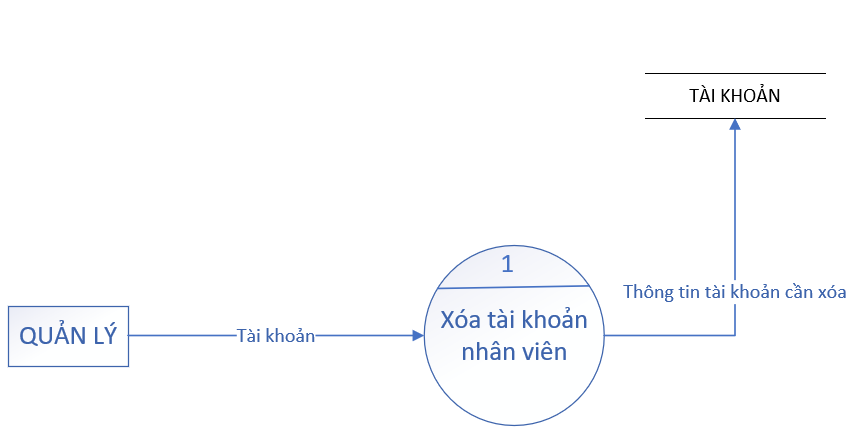 TÀI KHOẢN
1
Thông tin tài khoản cần xóa
Xóa tài khoản
nhân viên
QUẢN LÝ
Tài khoản